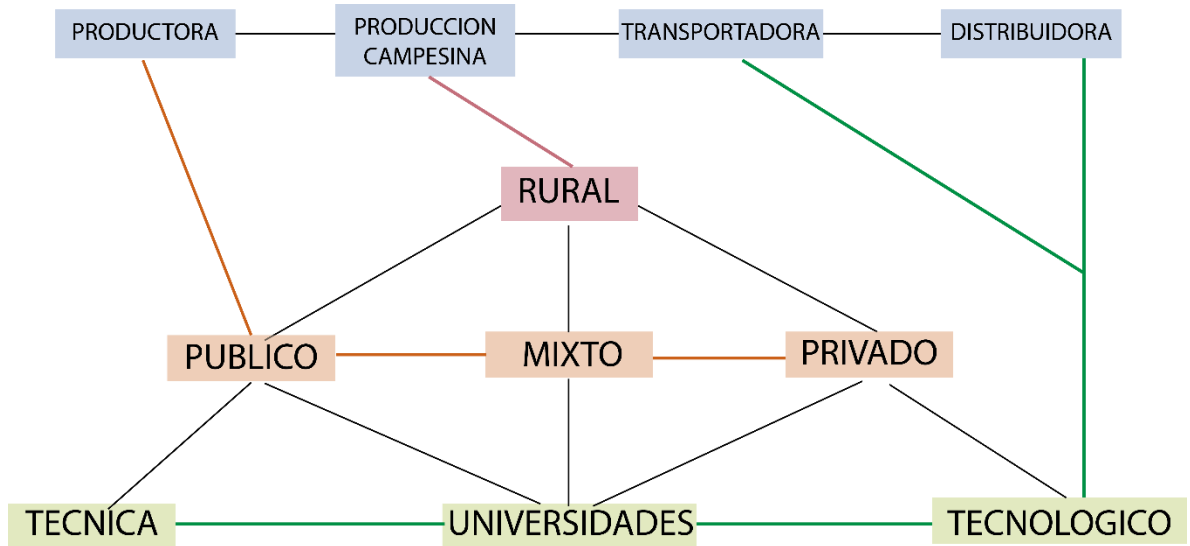 PRODUCTORA
PRODUCCION
CAMPESINA
TRANSPORTADORA
DISTRIBUIDORA
RURAL
PUBLICO
MIXTO
PRIVADO
TECNICA
UNIVERSIDADES
TECNOLOGICO